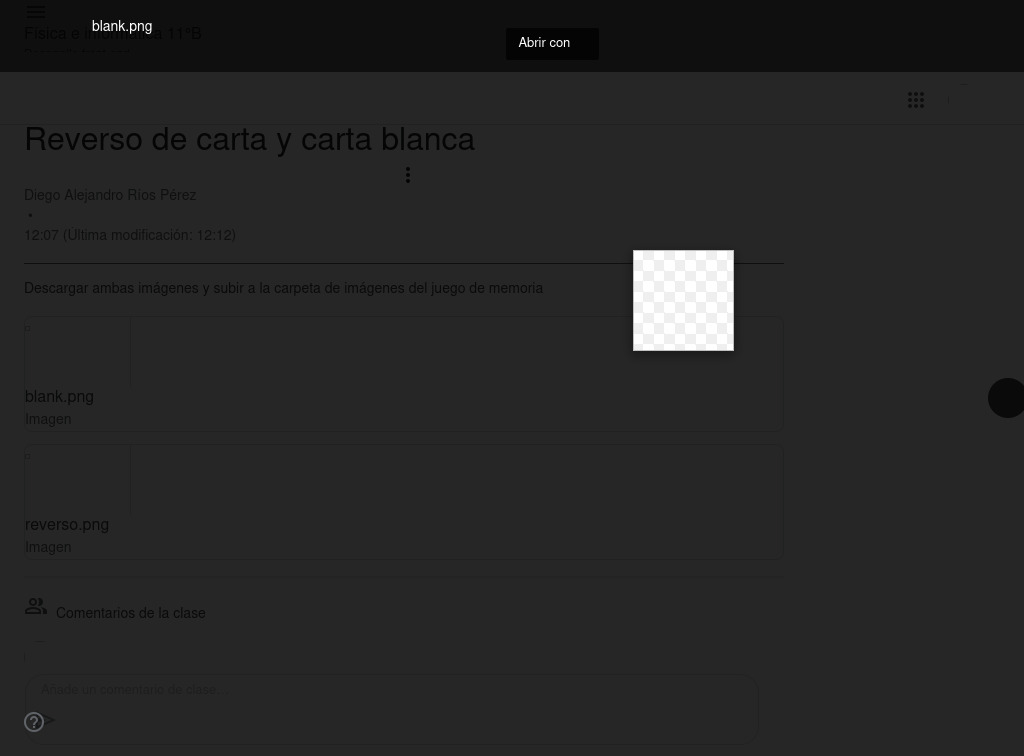 blank.png
Física e informática 11°B
Abrir con
Reverso de carta y carta blanca
Diego Alejandro Ríos Pérez
•
12:07 (Última modificación: 12:12)
Descargar ambas imágenes y subir a la carpeta de imágenes del juego de memoria
blank.png
Imagen
reverso.png
Imagen
Comentarios de la clase
Añade un comentario de clase...